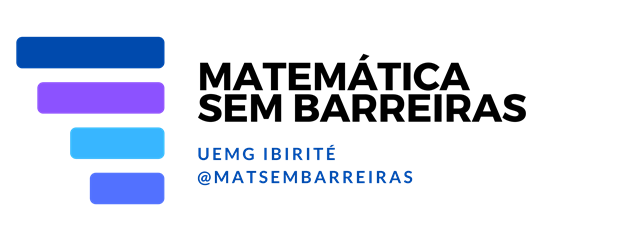 MATEMÁTICA
SEM BARREIRAS
UEMG IBIRITÉ
@MATSEMBARREIRAS